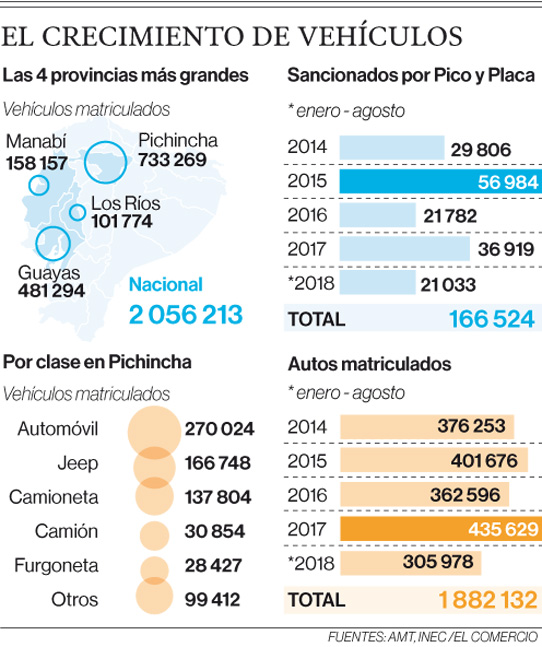 EL CRECIMIENTO DE VEHÍCULOS
Las 4 provincias más grandes
Vehículos matriculados
Manabí
158 157
Pichincha
733 269
Los Ríos
101 774
Guayas
481 294
Nacional
2 056 213
Sancionados por Pico y Placa
* enero - agosto
2014 29 806
2015 56 984
2016 21 782
2017 36 919
*2018 21 033
TOTAL 166 524
Por clase en Pichincha
Vehículos matriculados
Automóvil 270 024
Jeep 166 748
Camioneta 137 804
Camión 30 854
Furgoneta 28 427
Otros 99 412
Autos matriculados
* enero - agosto
2014 376 253
2015 401 676
2016 362 596
2017 435 629
*2018 305 978
TOTAL 1 882 132
FUENTES: AMT, INEC / EL COMERCIO